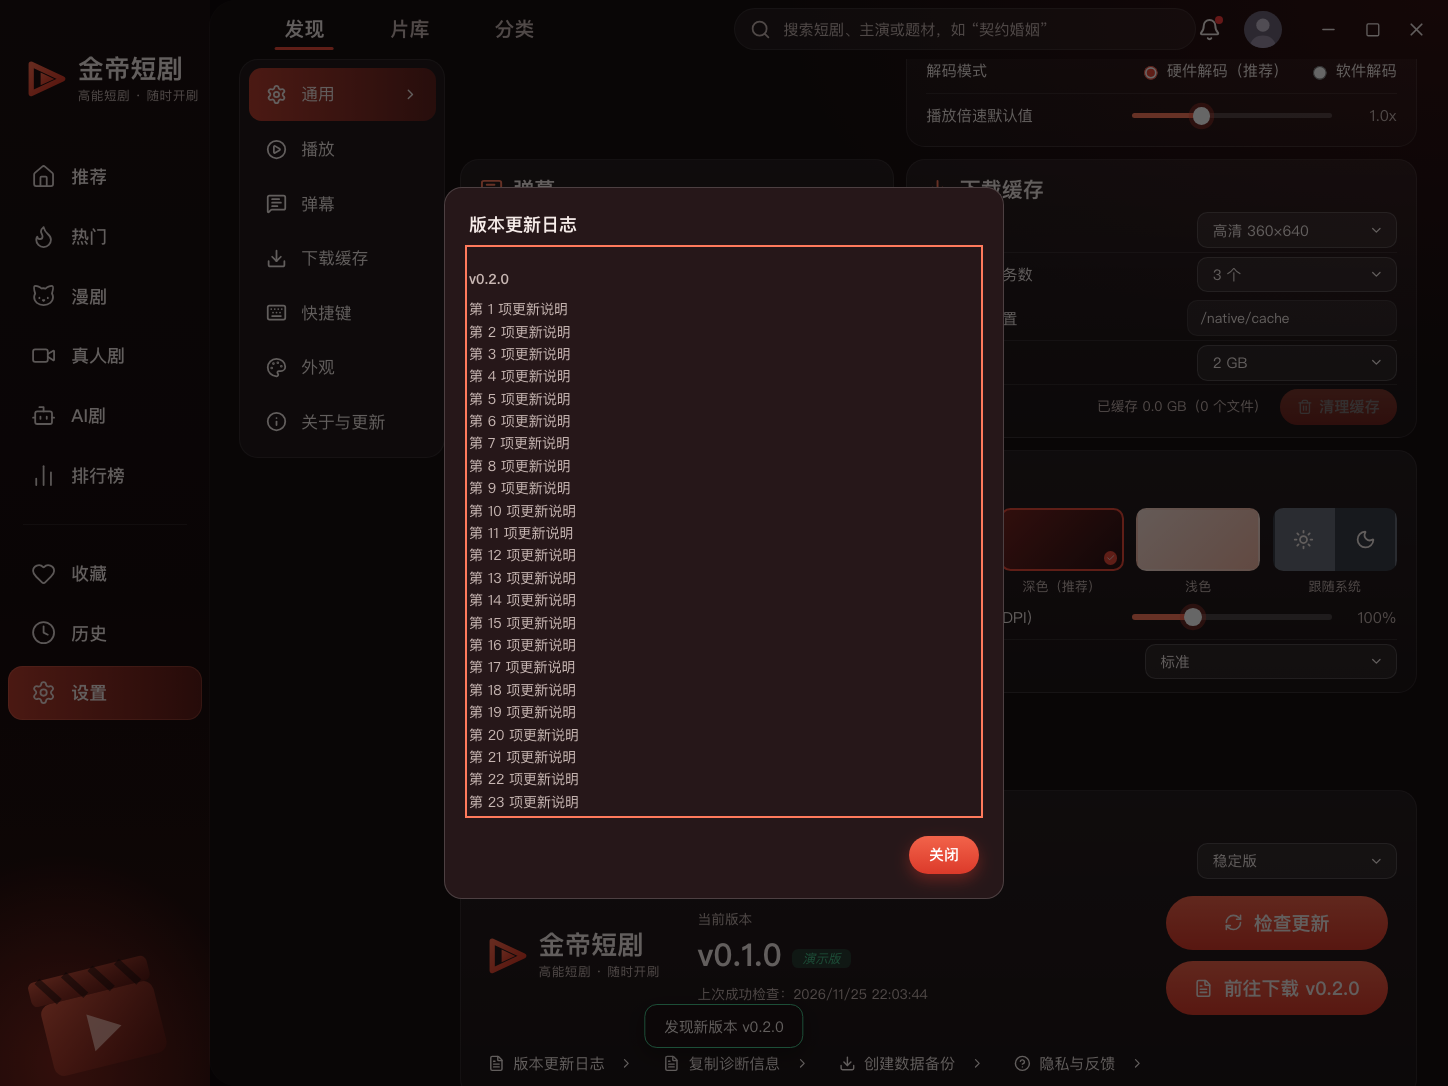 发现
片库
分类
搜索短剧、主演或题材，如 “契约婚姻”
金帝短剧
高能短剧 · 随时开刷
推荐
热门
漫剧
真人剧
AI剧
排行榜
收藏
历史
设置
通用
播放
弹幕
下载缓存
快捷键
外观
关于与更新
解码模式
硬件解码（推荐）
软件解码
播放倍速默认值
1.0x
弹幕
下载缓存
高清 360×640
务数
3 个
置
/native/cache
2 GB
已缓存 0.0 GB（0 个文件）
清理缓存
深色（推荐）
浅色
跟随系统
DPI）
100%
标准
版本更新日志
v0.2.0
第 1 项更新说明
第 2 项更新说明
第 3 项更新说明
第 4 项更新说明
第 5 项更新说明
第 6 项更新说明
第 7 项更新说明
第 8 项更新说明
第 9 项更新说明
第 10 项更新说明
第 11 项更新说明
第 12 项更新说明
第 13 项更新说明
第 14 项更新说明
第 15 项更新说明
第 16 项更新说明
第 17 项更新说明
第 18 项更新说明
第 19 项更新说明
第 20 项更新说明
第 21 项更新说明
第 22 项更新说明
第 23 项更新说明
关闭
稳定版
金帝短剧
高能短剧 · 随时开刷
当前版本
v0.1.0
演示版
上次成功检查：2026/11/25 22:03:44
检查更新
前往下载 v0.2.0
发现新版本 v0.2.0
版本更新日志
复制诊断信息
创建数据备份
隐私与反馈